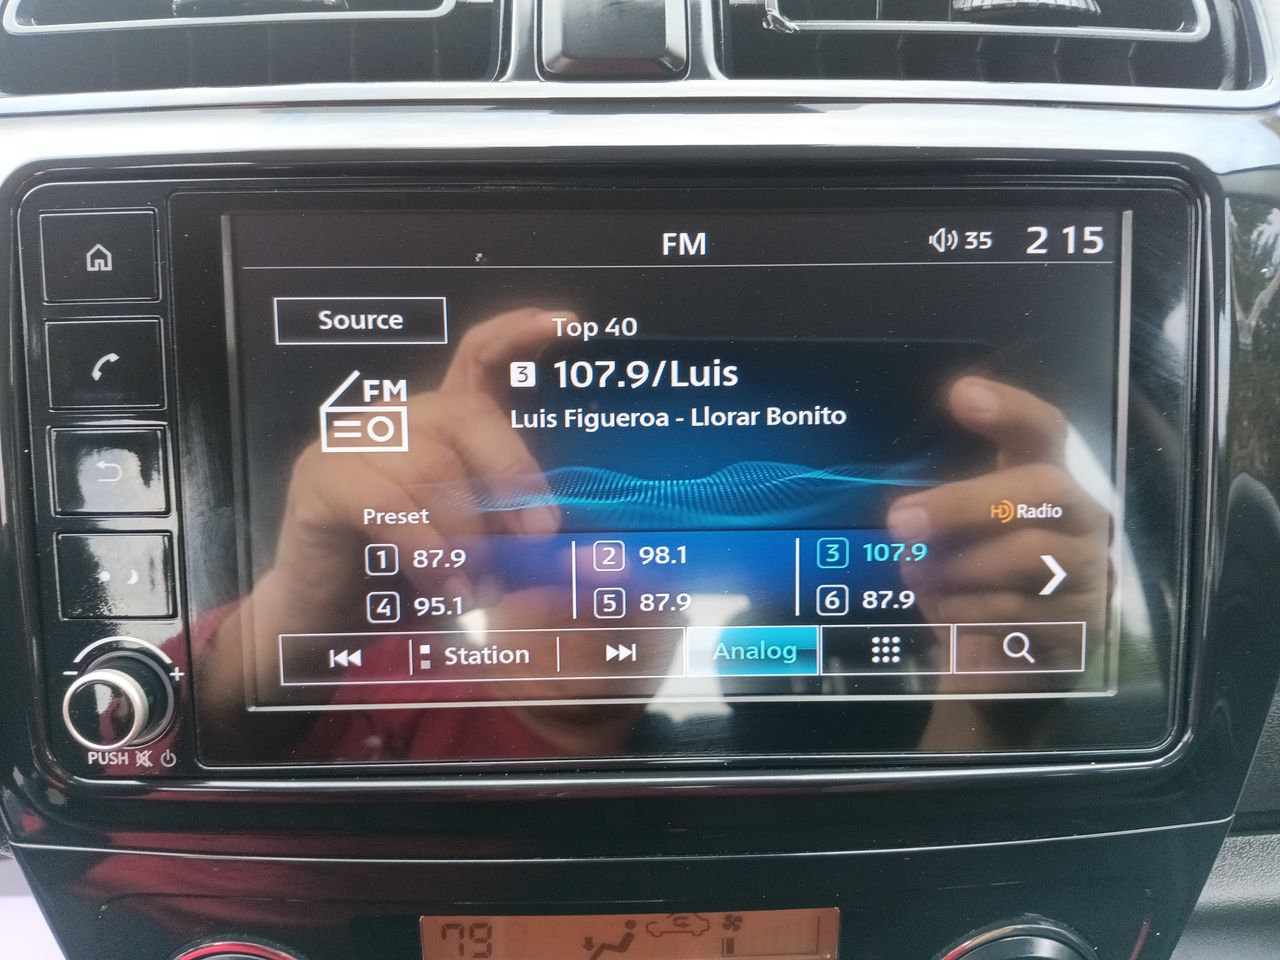 FM
35
2 15
Source
FM
Top 40
3 107.9/Luis
Luis Figueroa - Llorar Bonito
HD Radio
Preset
1 87.9
2 98.1
3 107.9
4 95.1
5 87.9
6 87.9
Station
Analog
- +
PUSH
79